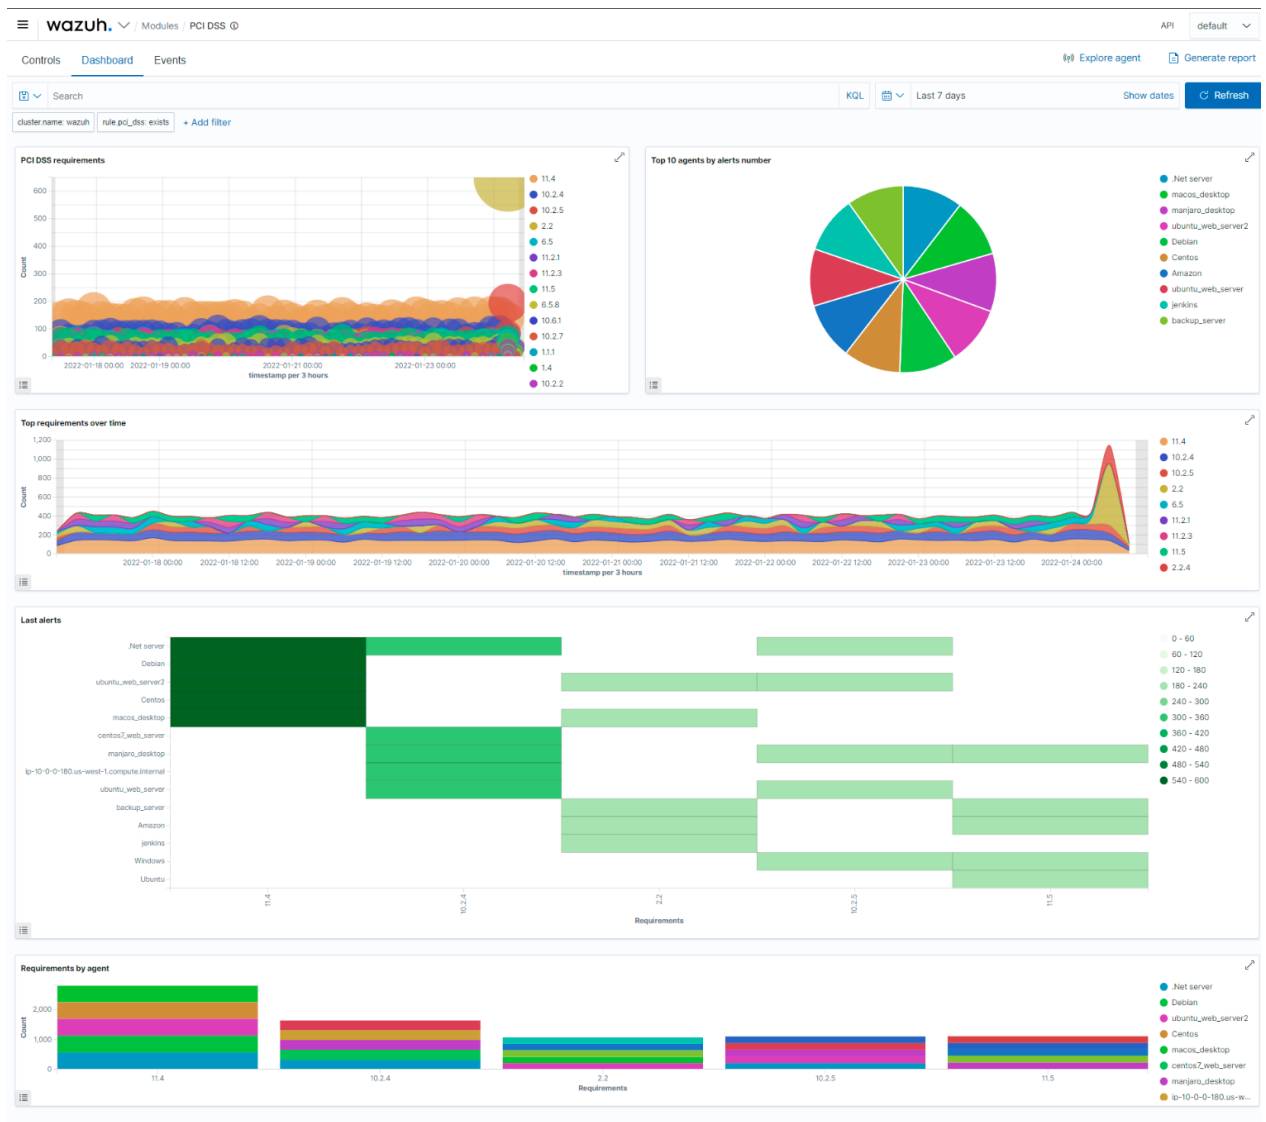 wazuh. / Modules / PCI DSS
API default
Controls Dashboard Events
Explore agent Generate report
Search KQL Last 7 days Show dates Refresh
cluster.name: wazuh rule.pci_dss: exists + Add filter
PCI DSS requirements
600
500
400
300
200
100
0
Count
2022-01-18 00:00 2022-01-19 00:00 2022-01-21 00:00 2022-01-23 00:00
timestamp per 3 hours
11.4
10.2.4
10.2.5
2.2
6.5
11.2.1
11.2.3
11.5
6.5.8
10.6.1
10.2.7
1.1.1
1.4
10.2.2
Top 10 agents by alerts number
.Net server
macos_desktop
manjaro_desktop
ubuntu_web_server2
Debian
Centos
Amazon
ubuntu_web_server
jenkins
backup_server
Top requirements over time
1,200
1,000
800
600
400
200
0
Count
2022-01-18 00:00 2022-01-18 12:00 2022-01-19 00:00 2022-01-19 12:00 2022-01-20 00:00 2022-01-20 12:00 2022-01-21 00:00 2022-01-21 12:00 2022-01-22 00:00 2022-01-22 12:00 2022-01-23 00:00 2022-01-23 12:00 2022-01-24 00:00
timestamp per 3 hours
11.4
10.2.4
10.2.5
2.2
6.5
11.2.1
11.2.3
11.5
2.2.4
Last alerts
.Net server
Debian
ubuntu_web_server2
Centos
macos_desktop
centos7_web_server
manjaro_desktop
ip-10-0-0-180.us-west-1.compute.internal
ubuntu_web_server
backup_server
Amazon
jenkins
Windows
Ubuntu
11.4 10.2.4 2.2 10.2.5 11.5
Requirements
0 - 60
60 - 120
120 - 180
180 - 240
240 - 300
300 - 360
360 - 420
420 - 480
480 - 540
540 - 600
Requirements by agent
2,000
1,000
0
Count
11.4 10.2.4 2.2 10.2.5 11.5
Requirements
.Net server
Debian
ubuntu_web_server2
Centos
macos_desktop
centos7_web_server
manjaro_desktop
ip-10-0-0-180.us-w...